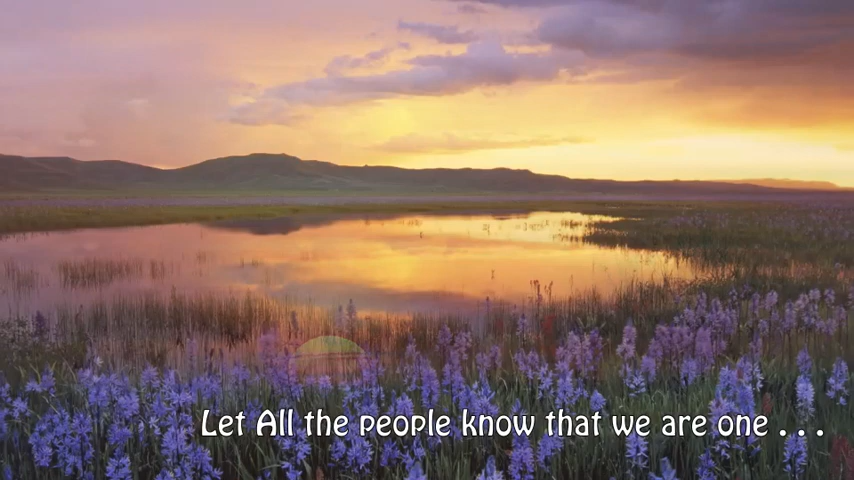 Let All the people know that we are one . . .